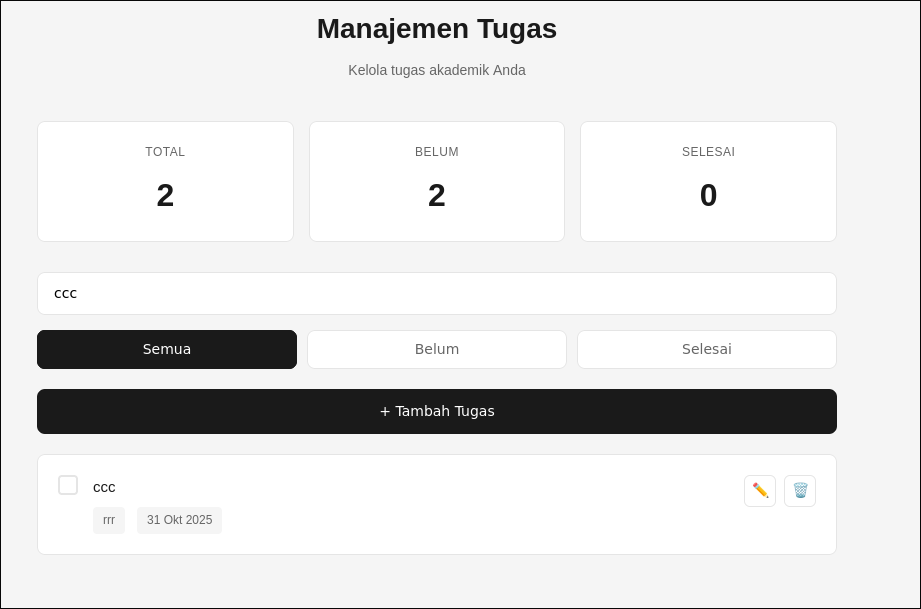 Manajemen Tugas
Kelola tugas akademik Anda
TOTAL
2
BELUM
2
SELESAI
0
ccc
Semua
Belum
Selesai
+ Tambah Tugas
ccc
rrr
31 Okt 2025